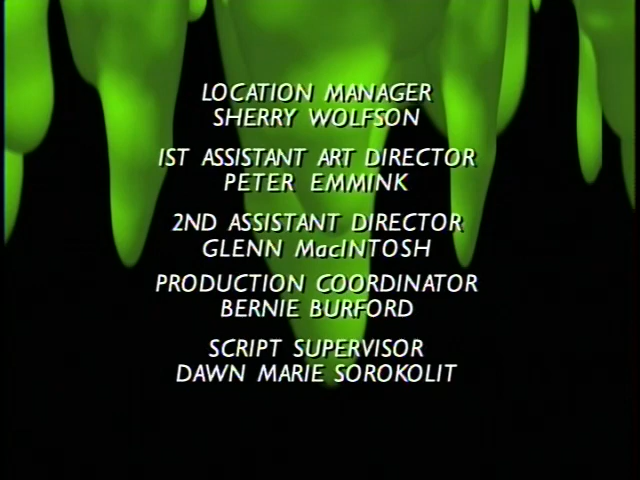 LOCATION MANAGER
SHERRY WOLFSON
1ST ASSISTANT ART DIRECTOR
PETER EMMINK
2ND ASSISTANT DIRECTOR
GLENN MacINTOSH
PRODUCTION COORDINATOR
BERNIE BURFORD
SCRIPT SUPERVISOR
DAWN MARIE SOROKOLIT